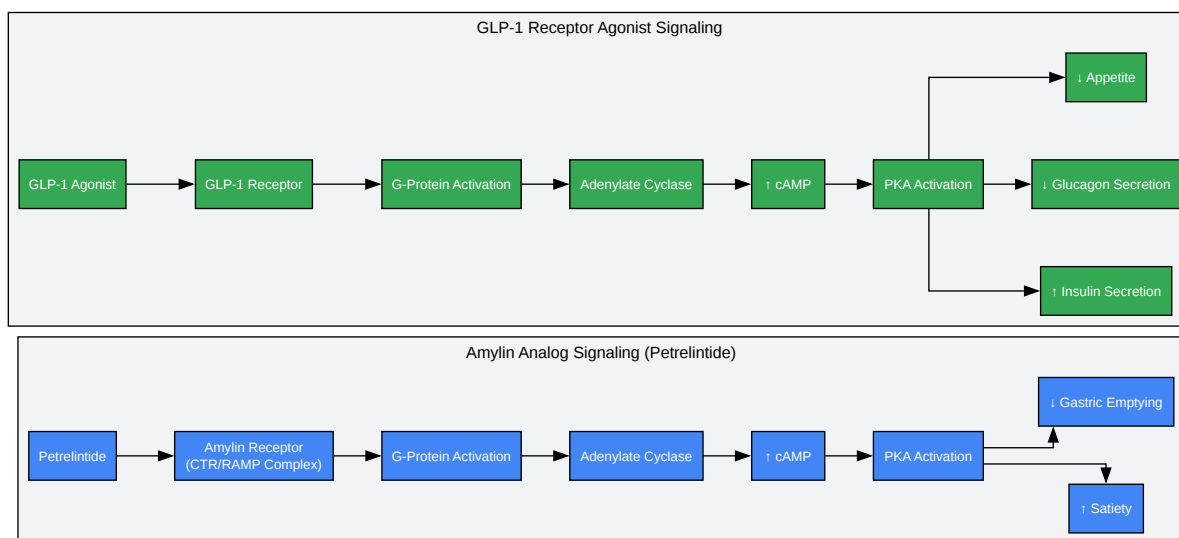 GLP-1 Receptor Agonist Signaling
↓ Appetite
GLP-1 Agonist
GLP-1 Receptor
G-Protein Activation
Adenylate Cyclase
↑ cAMP
PKA Activation
↓ Glucagon Secretion
↑ Insulin Secretion
Amylin Analog Signaling (Petrelintide)
↓ Gastric Emptying
Petrelintide
Amylin Receptor
(CTR/RAMP Complex)
G-Protein Activation
Adenylate Cyclase
↑ cAMP
PKA Activation
↑ Satiety